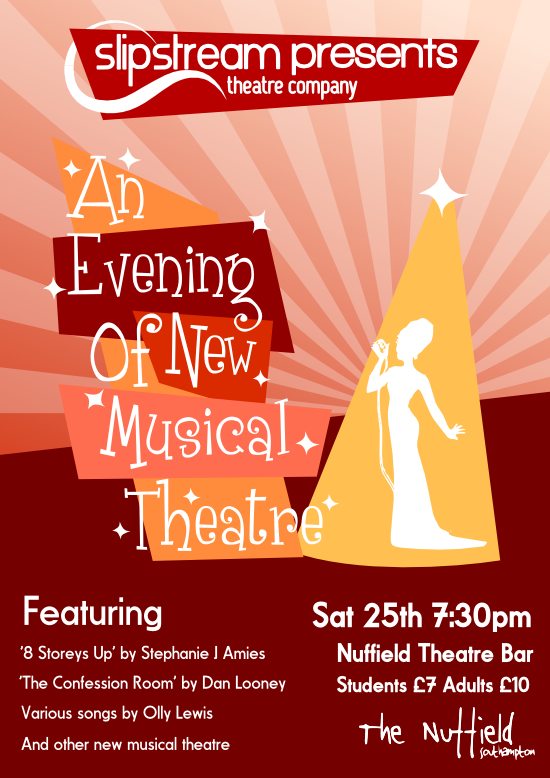 slipstream presents
theatre company
An
Evening
Of New
Musical
Theatre
Featuring
'8 Storeys Up' by Stephanie J Amies
'The Confession Room' by Dan Looney
Various songs by Olly Lewis
And other new musical theatre
Sat 25th 7:30pm
Nuffield Theatre Bar
Students £7 Adults £10
The Nuffield
southampton